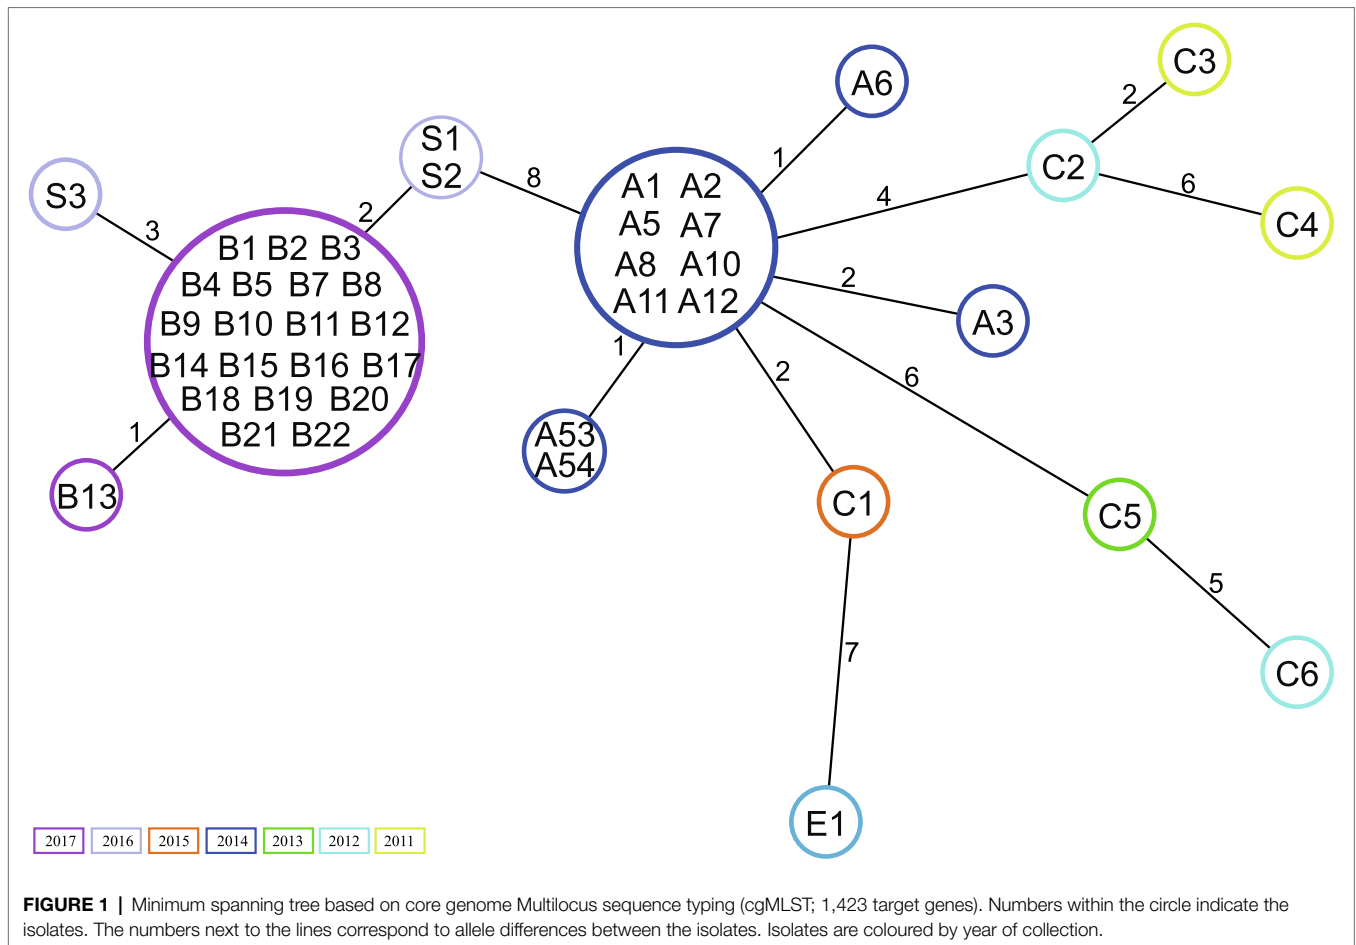 C3
A6
2
S1
S2
1
C2
8
S3
4
6
A1 A2
A5 A7
A8 A10
A11 A12
2
3
C4
B1 B2 B3
B4 B5 B7 B8
B9 B10 B11 B12
B14 B15 B16 B17
B18 B19 B20
B21 B22
2
A3
1
2
6
A53
A54
1
B13
C1
C5
5
7
C6
E1
2017 2016 2015 2014 2013 2012 2011
FIGURE 1 | Minimum spanning tree based on core genome Multilocus sequence typing (cgMLST; 1,423 target genes). Numbers within the circle indicate the
isolates. The numbers next to the lines correspond to allele differences between the isolates. Isolates are coloured by year of collection.